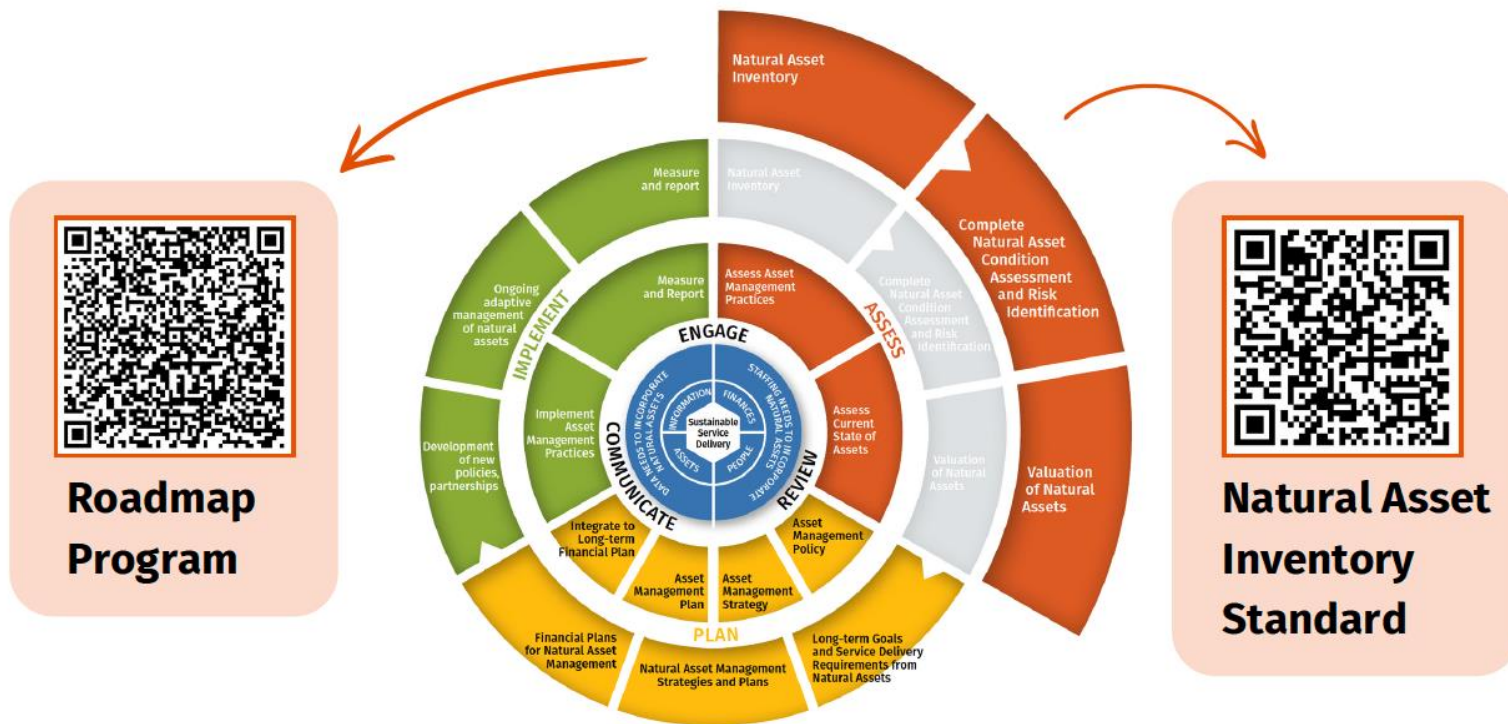 Natural Asset
Inventory
Complete
Natural Asset
Condition
Assessment
and Risk
Identification
Valuation
of Natural
Assets
Measure
and report
Ongoing
adaptive
management
of natural
assets
Development
of new
policies,
partnerships
Natural Asset
Inventory
Complete
Natural Asset
Condition
Assessment
and Risk
Identification
Valuation
of Natural
Assets
Financial Plans
for Natural Asset
Management
Natural Asset Management
Strategies and Plans
Long-term Goals
and Service Delivery
Requirements from
Natural Assets
IMPLEMENT
ASSESS
PLAN
Measure
and Report
Assess Asset
Management
Practices
Implement
Asset
Management
Practices
Assess
Current
State of
Assets
Integrate to
Long-term
Financial Plan
Asset
Management
Plan
Asset
Management
Strategy
Asset
Management
Policy
ENGAGE
COMMUNICATE
REVIEW
DATA NEEDS TO INCORPORATE
NATURAL ASSETS
STAFFING NEEDS TO IN CORPORATE
NATURAL ASSETS
INFORMATION
FINANCES
ASSETS
PEOPLE
Sustainable
Service
Delivery
Roadmap
Program
Natural Asset
Inventory
Standard